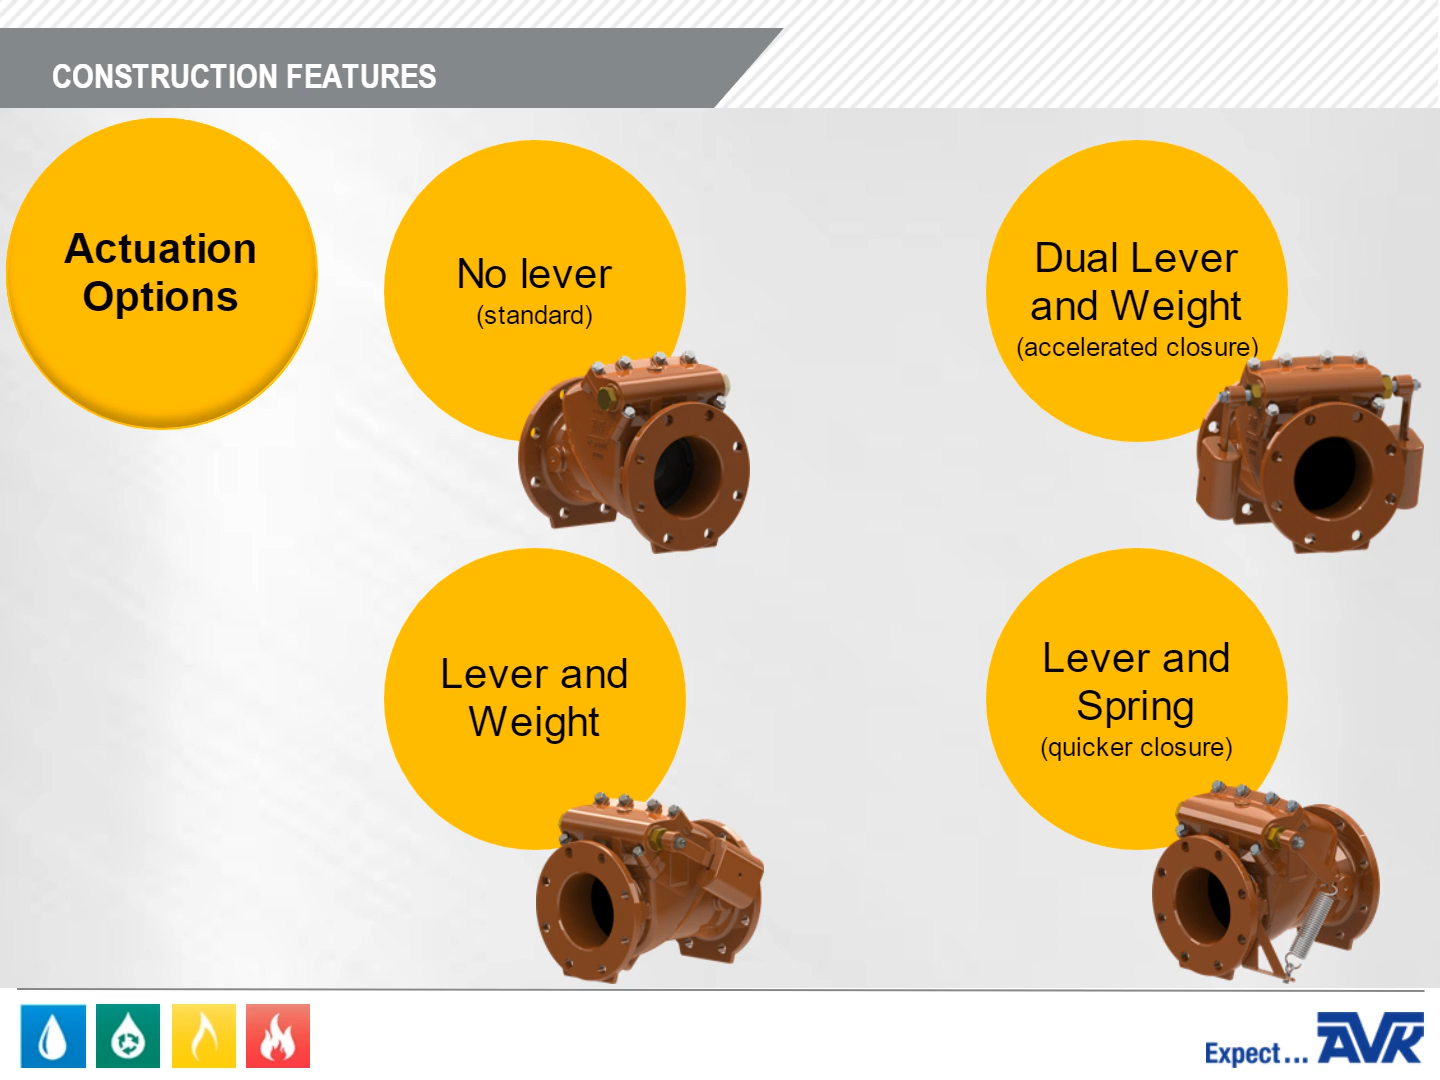 CONSTRUCTION FEATURES
Actuation
Options
No lever
(standard)
Dual Lever
and Weight
(accelerated closure)
Lever and
Weight
Lever and
Spring
(quicker closure)
Expect...
AVK